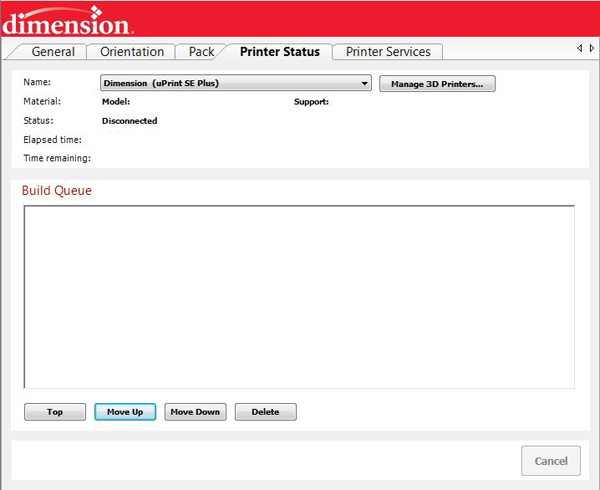 dimension
General Orientation Pack Printer Status Printer Services
Name: Dimension (uPrint SE Plus) Manage 3D Printers...
Material: Model: Support:
Status: Disconnected
Elapsed time:
Time remaining:
Build Queue
Top Move Up Move Down Delete
Cancel